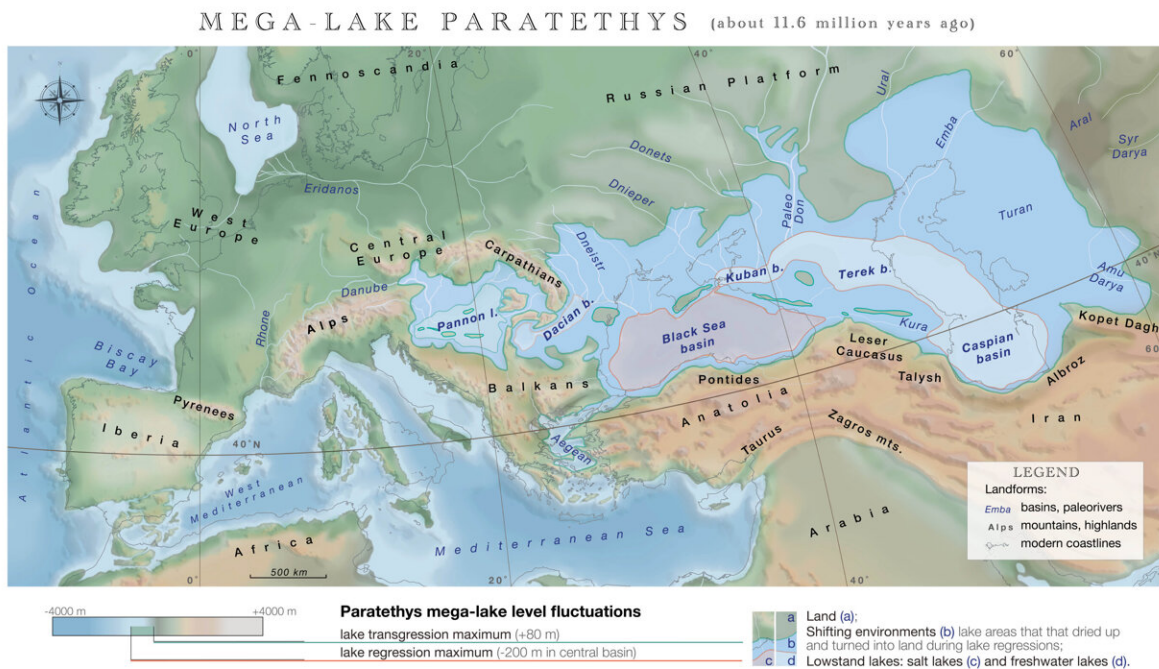 MEGA-LAKE PARATETHYS (about 11.6 million years ago)
0°
20°
40°
60°
Fennoscandia
Russian Platform
Ural
Emba
Aral
Syr
Darya
North
Sea
Donets
Dnieper
Eridanos
West
Europe
Central
Europe
Carpathians
Dneistr
Paleo
Don
Turan
40°N
Amu
Darya
Atlantic Ocean
Danube
Kuban b.
Terek b.
Pannon l.
Dacian b.
Rhone
Alps
Black Sea
basin
Kura
Kopet Dagh
Caspian
basin
60°
Biscay
Bay
Leser
Caucasus
Talysh
Albroz
Balkans
Pontides
Pyrenees
Anatolia
Iran
Iberia
40°N
Aegean
Taurus
Zagros mts.
West
Mediterranean
Mediterranean Sea
Arabia
Africa
0°
500 km
20°
40°
LEGEND
Landforms:
Emba basins, paleorivers
Alps mountains, highlands
modern coastlines
-4000 m +4000 m
Paratethys mega-lake level fluctuations
lake transgression maximum (+80 m)
lake regression maximum (-200 m in central basin)
a
b
c d
Land (a);
Shifting environments (b) lake areas that that dried up
and turned into land during lake regressions;
Lowstand lakes: salt lakes (c) and freshwater lakes (d).